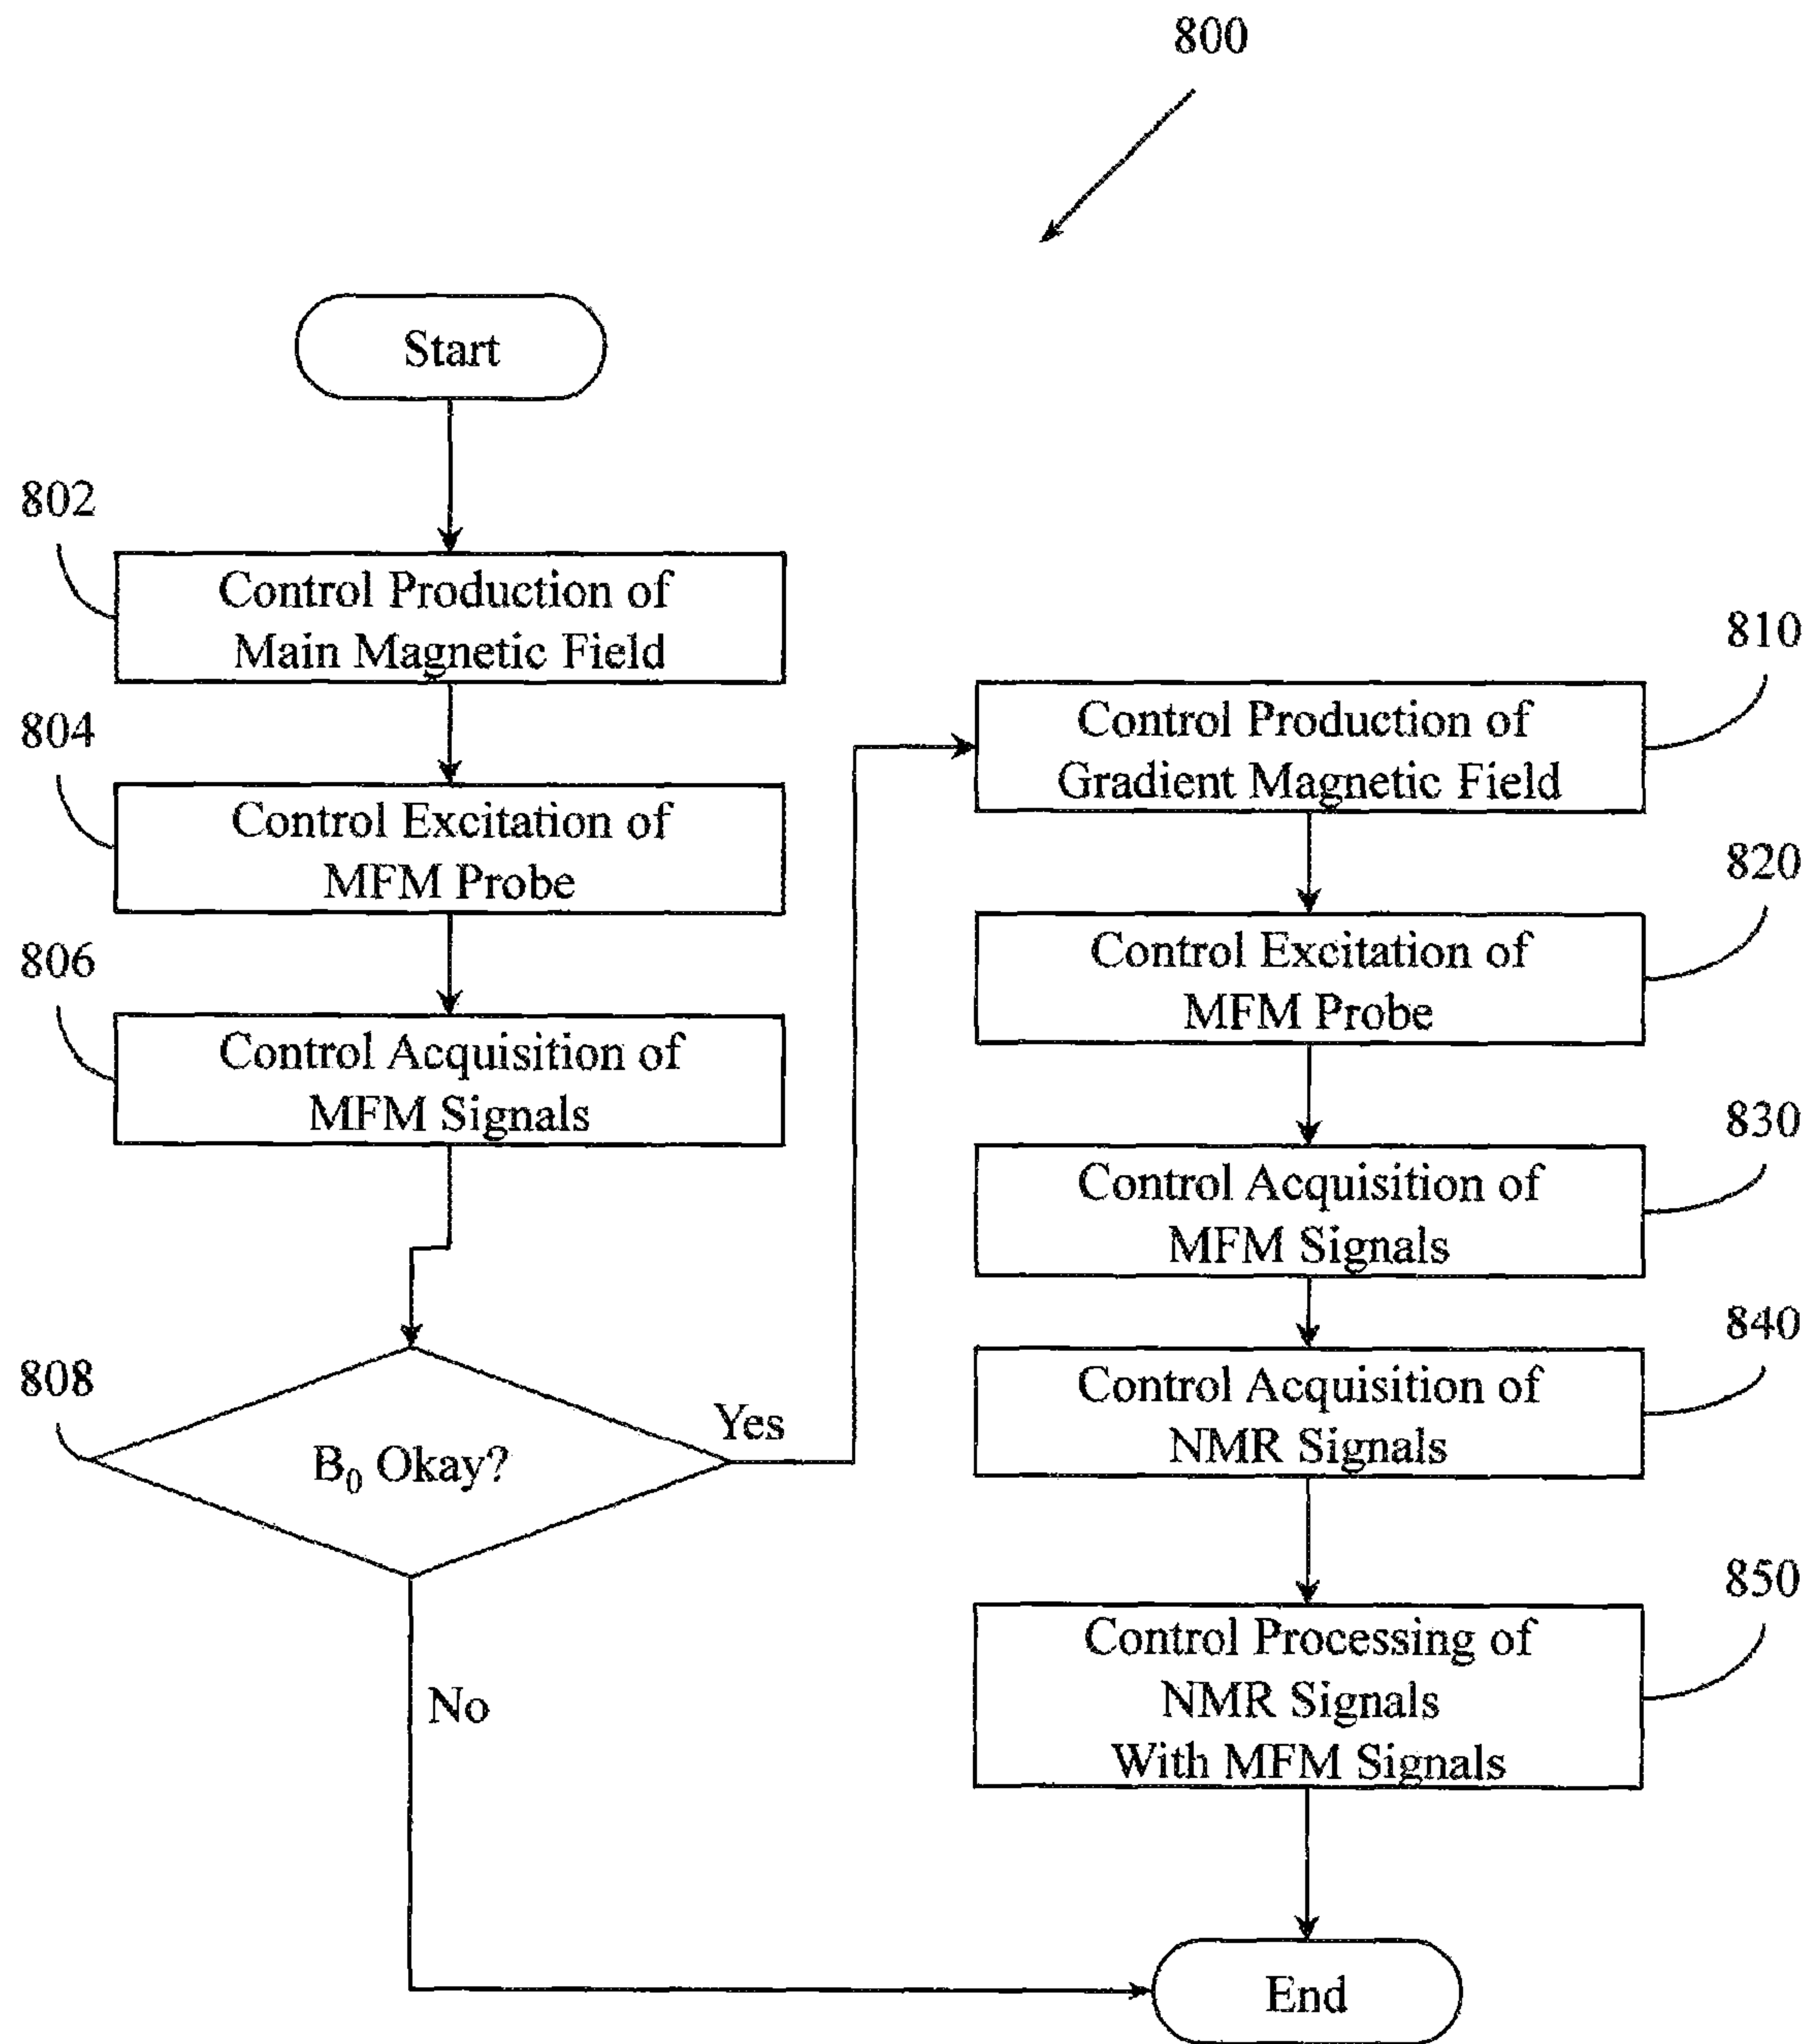 800
Start
802
Control Production of
Main Magnetic Field
804
Control Excitation of
MFM Probe
806
Control Acquisition of
MFM Signals
808
B₀ Okay?
Yes
No
810
Control Production of
Gradient Magnetic Field
820
Control Excitation of
MFM Probe
830
Control Acquisition of
MFM Signals
840
Control Acquisition of
NMR Signals
850
Control Processing of
NMR Signals
With MFM Signals
End